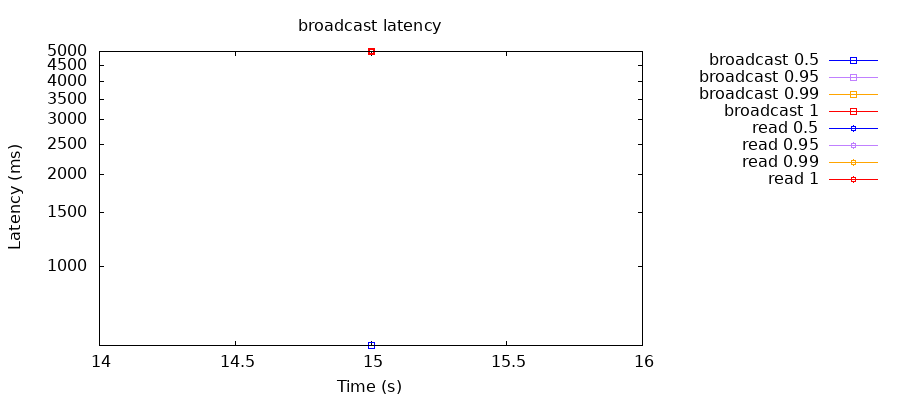 broadcast latency
5000
4500
4000
3500
3000
2500
2000
1500
1000
Latency (ms)
14
14.5
15
15.5
16
Time (s)
broadcast 0.5
broadcast 0.95
broadcast 0.99
broadcast 1
read 0.5
read 0.95
read 0.99
read 1